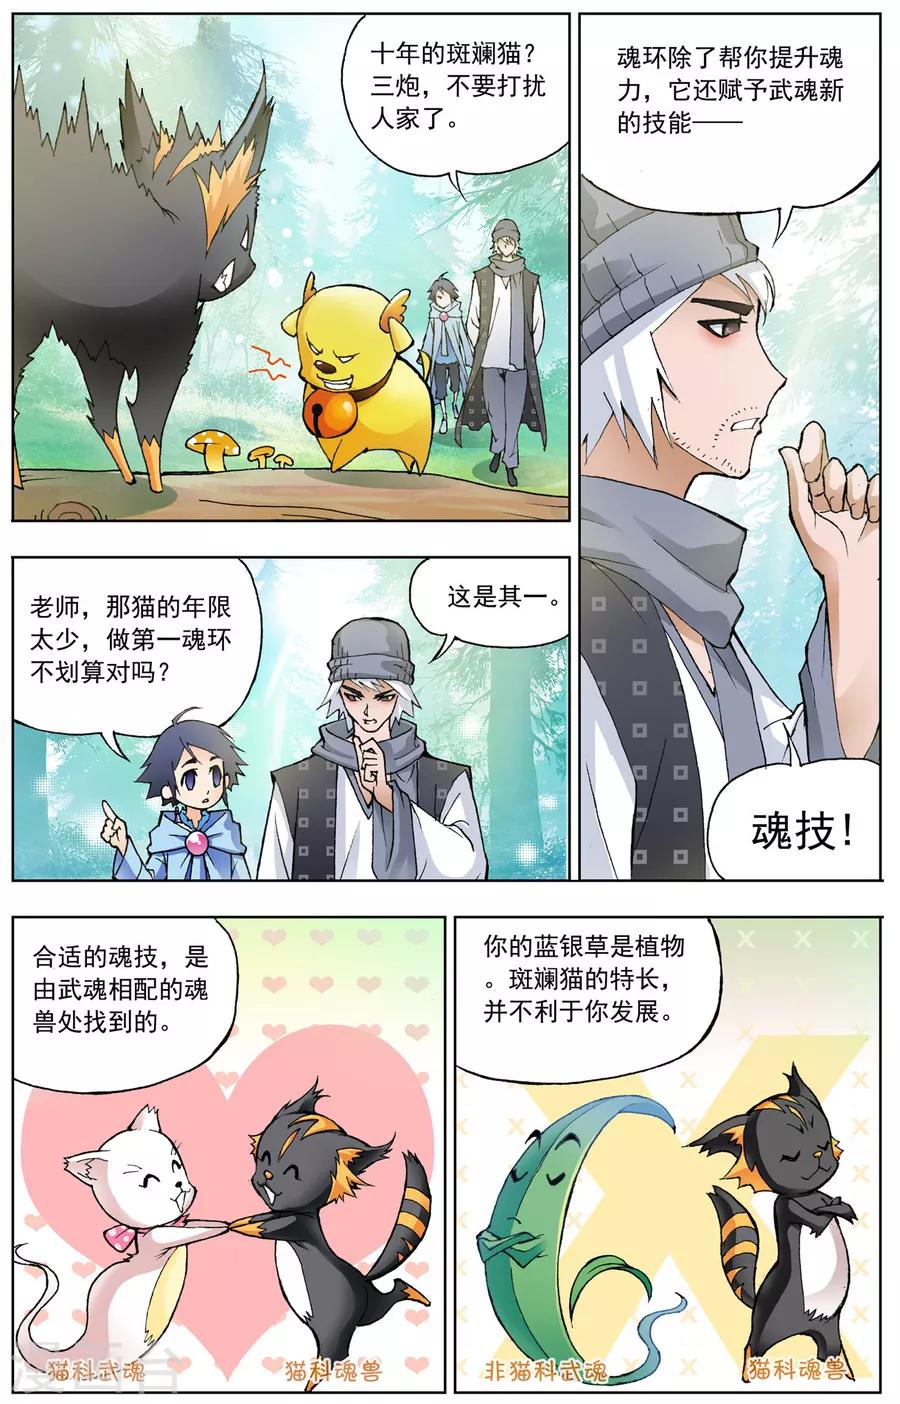 十年的斑斓猫？
三炮，不要打扰
人家了。
老师，那猫的年限
太少，做第一魂环
不划算对吗？
这是其一。
魂环除了帮你提升魂
力，它还赋予武魂新
的技能——
魂技！
合适的魂技，是
由武魂相配的魂
兽处找到的。
猫科武魂
猫科魂兽
你的蓝银草是植物
。斑斓猫的特长，
并不利于你发展。
非猫科武魂
猫科魂兽
漫画台